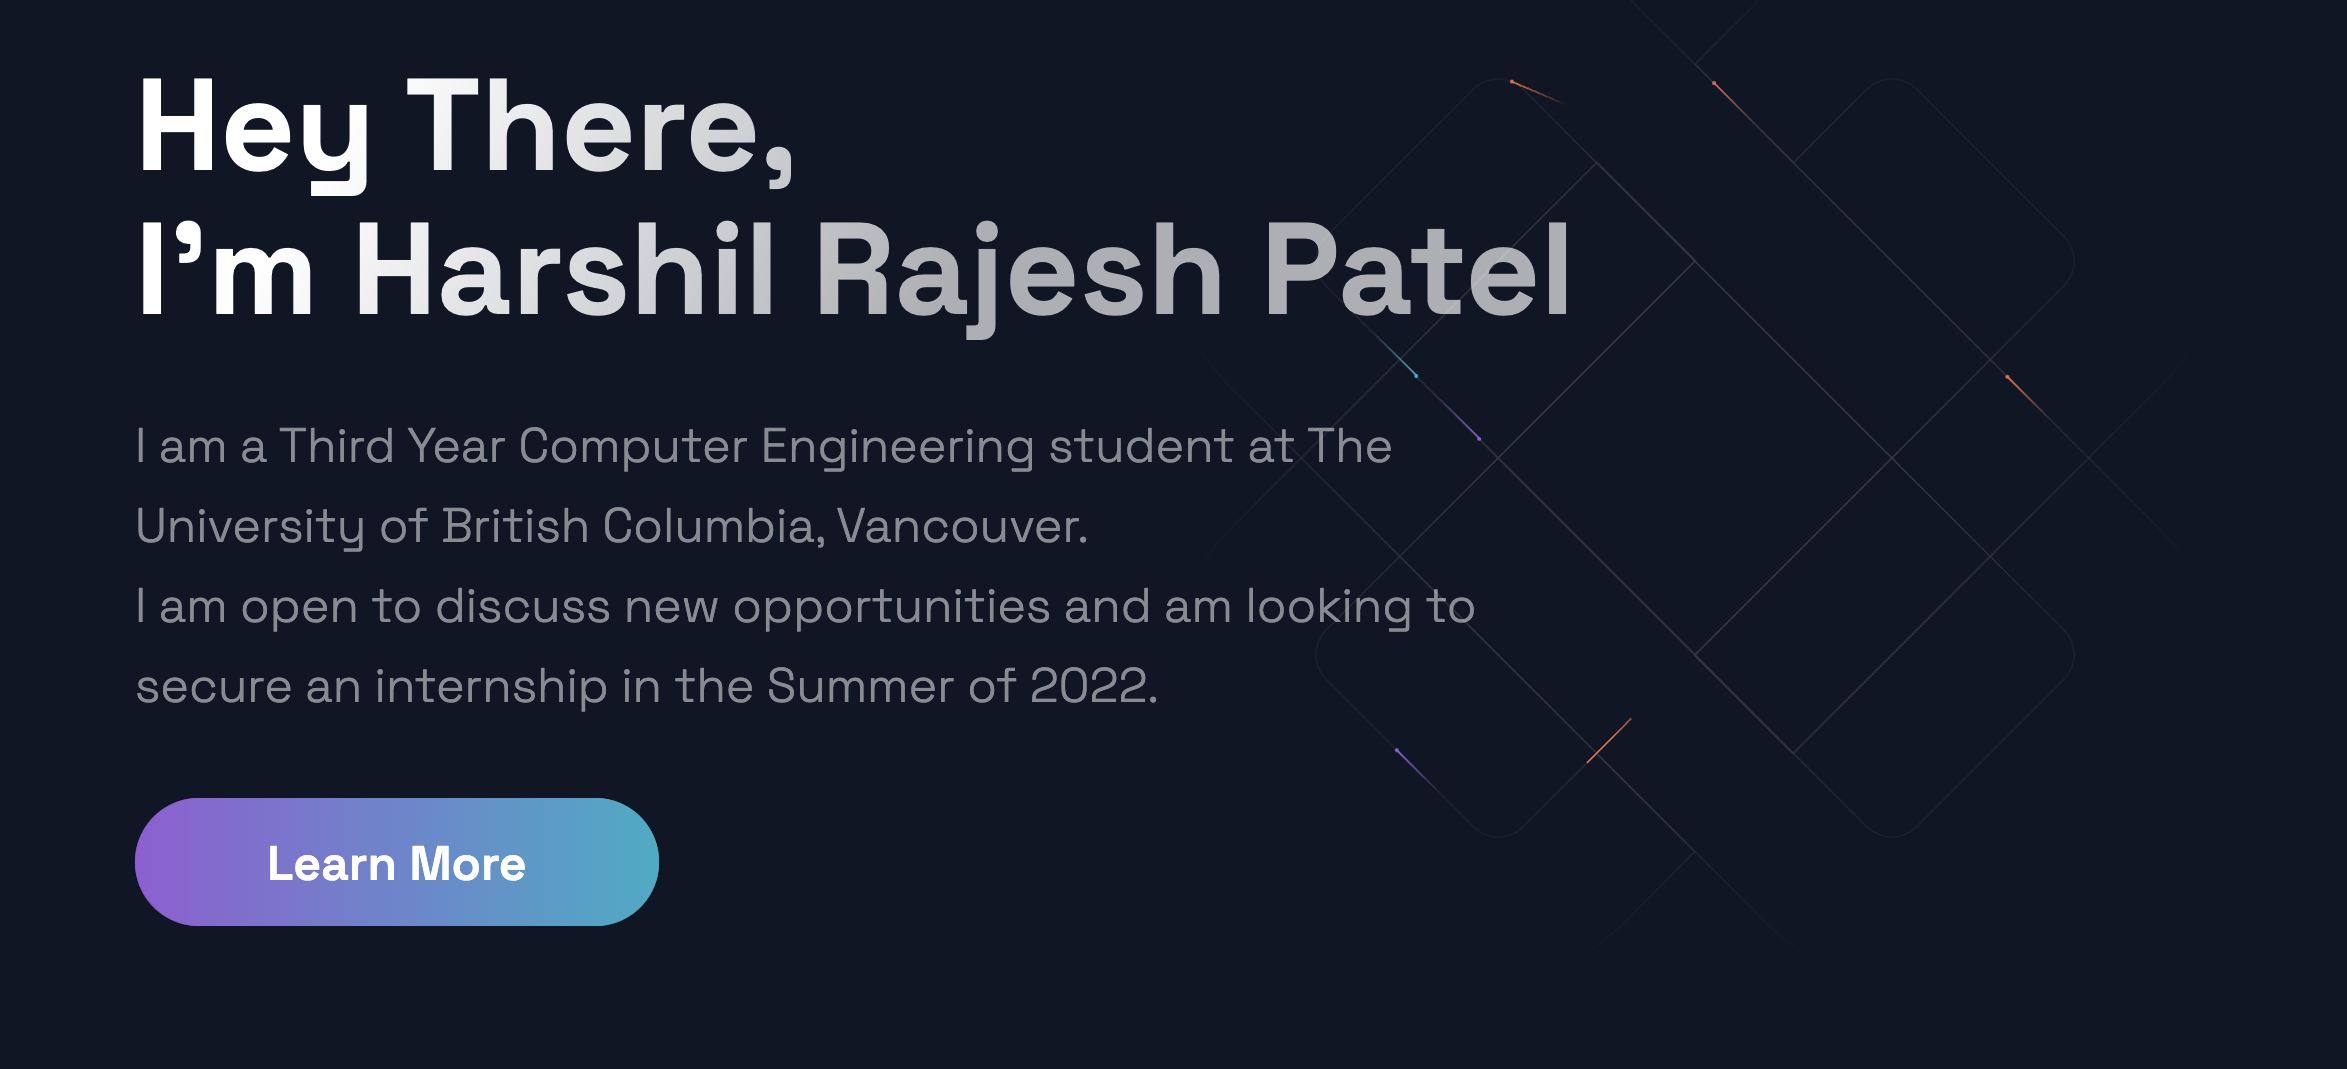 Hey There,
I’m Harshil Rajesh Patel
I am a Third Year Computer Engineering student at The
University of British Columbia, Vancouver.
I am open to discuss new opportunities and am looking to
secure an internship in the Summer of 2022.
Learn More